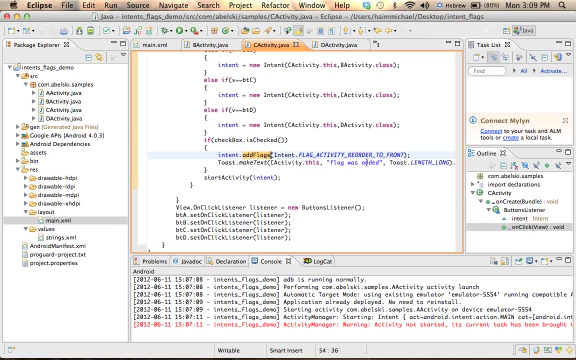 Eclipse File Edit Source Refactor Navigate Search Project Run Window Help
Hebrew (80%) Mon 3:09 PM
Java - intents_flags_demo/src/com/abelski/samples/CActivity.java - Eclipse - /Users/haimmichael/Desktop/intent_flags
Java
Package Explorer
intents_flags_demo
src
com.abelski.samples
AActivity.java
BActivity.java
CActivity.java
DActivity.java
gen [Generated Java Files]
Google APIs [Android 4.0.3]
Android Dependencies
assets
bin
res
drawable-hdpi
drawable-ldpi
drawable-mdpi
drawable-xhdpi
layout
main.xml
values
strings.xml
AndroidManifest.xml
proguard-project.txt
project.properties
main.xml BActivity.java CActivity.java DActivity.java
intent = new Intent(CActivity.this,BActivity.class);
}
else if(v==btC)
{
intent = new Intent(CActivity.this,CActivity.class);
}
else if(v==btD)
{
intent = new Intent(CActivity.this,DActivity.class);
}
if(checkBox.isChecked())
{
intent.addFlags(Intent.FLAG_ACTIVITY_REORDER_TO_FRONT);
Toast.makeText(CActivity.this, "flag was added", Toast.LENGTH_LONG).
}
startActivity(intent);
}
}
View.OnClickListener listener = new ButtonsListener();
btA.setOnClickListener(listener);
btB.setOnClickListener(listener);
btC.setOnClickListener(listener);
btD.setOnClickListener(listener);
}
}
Task List
Find All Activate...
Connect Mylyn
Connect to your task and ALM
tools or create a local task.
Outline
com.abelski.samples
import declarations
CActivity
onCreate(Bundle)
ButtonsListener
intent : Intent
onClick(View)
Problems Javadoc Declaration Console LogCat
Android
[2012-06-11 15:07:08 - intents_flags_demo] adb is running normally.
[2012-06-11 15:07:08 - intents_flags_demo] Performing com.abelski.samples.AActivity activity launch
[2012-06-11 15:07:08 - intents_flags_demo] Automatic Target Mode: using existing emulator 'emulator-5554' running compatible A
[2012-06-11 15:07:09 - intents_flags_demo] Application already deployed. No need to reinstall.
[2012-06-11 15:07:09 - intents_flags_demo] Starting activity com.abelski.samples.AActivity on device emulator-5554
[2012-06-11 15:07:11 - intents_flags_demo] ActivityManager: Starting: Intent { act=android.intent.action.MAIN cat=[android.int
[2012-06-11 15:07:11 - intents_flags_demo] ActivityManager: Warning: Activity not started, its current task has been brought t
Writable Smart Insert 54 : 36